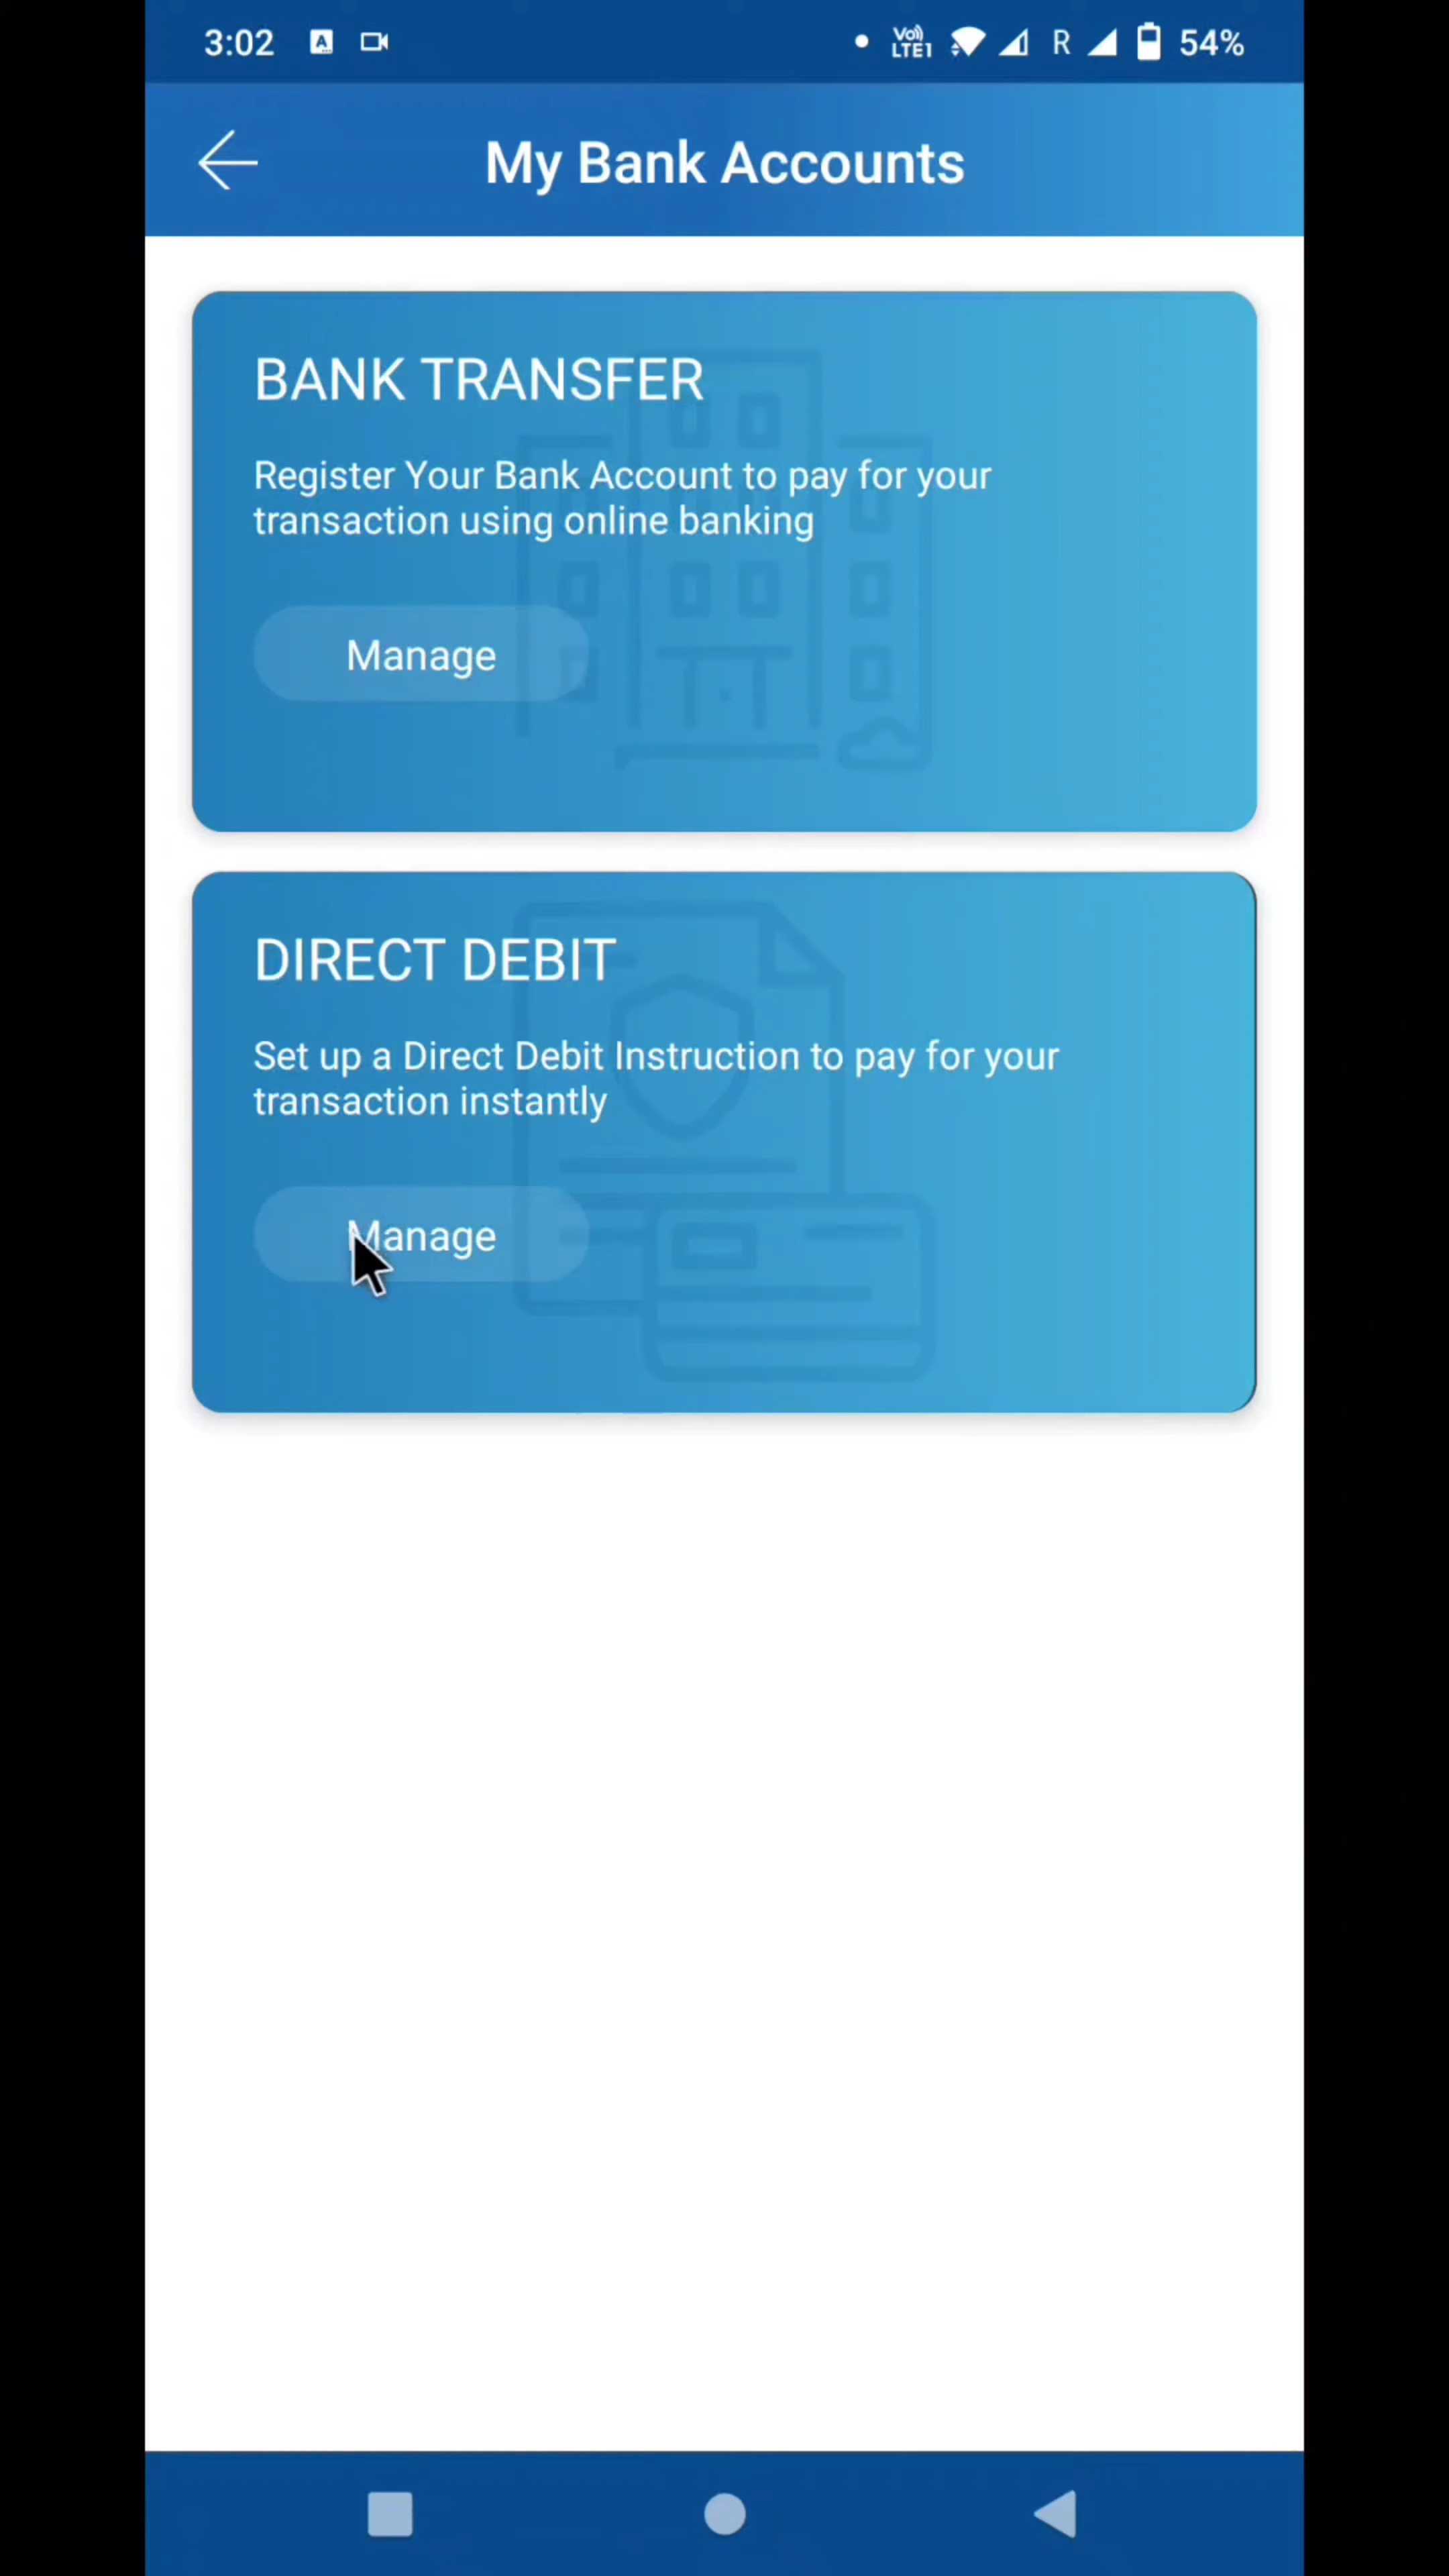 3:02 A VoLTE1 R 54%
My Bank Accounts
BANK TRANSFER
Register Your Bank Account to pay for your
transaction using online banking
Manage
DIRECT DEBIT
Set up a Direct Debit Instruction to pay for your
transaction instantly
Manage